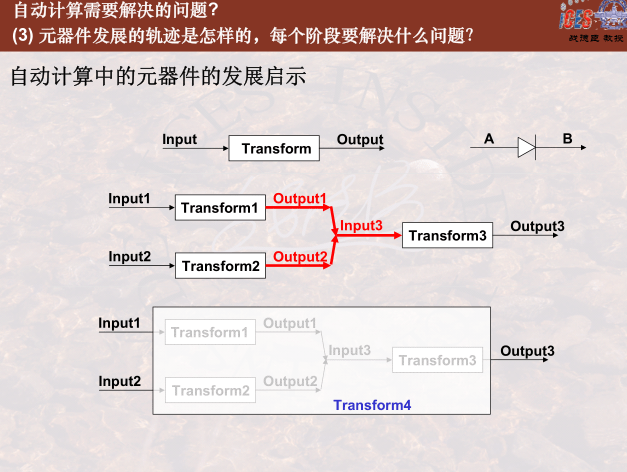 自动计算需要解决的问题?
(3) 元器件发展的轨迹是怎样的，每个阶段要解决什么问题?
iCES
战德臣 教授
自动计算中的元器件的发展启示
Input Transform Output A B
Input1 Transform1 Output1
Input3 Transform3 Output3
Input2 Transform2 Output2
Input1 Transform1 Output1
Input3 Transform3 Output3
Input2 Transform2 Output2
Transform4